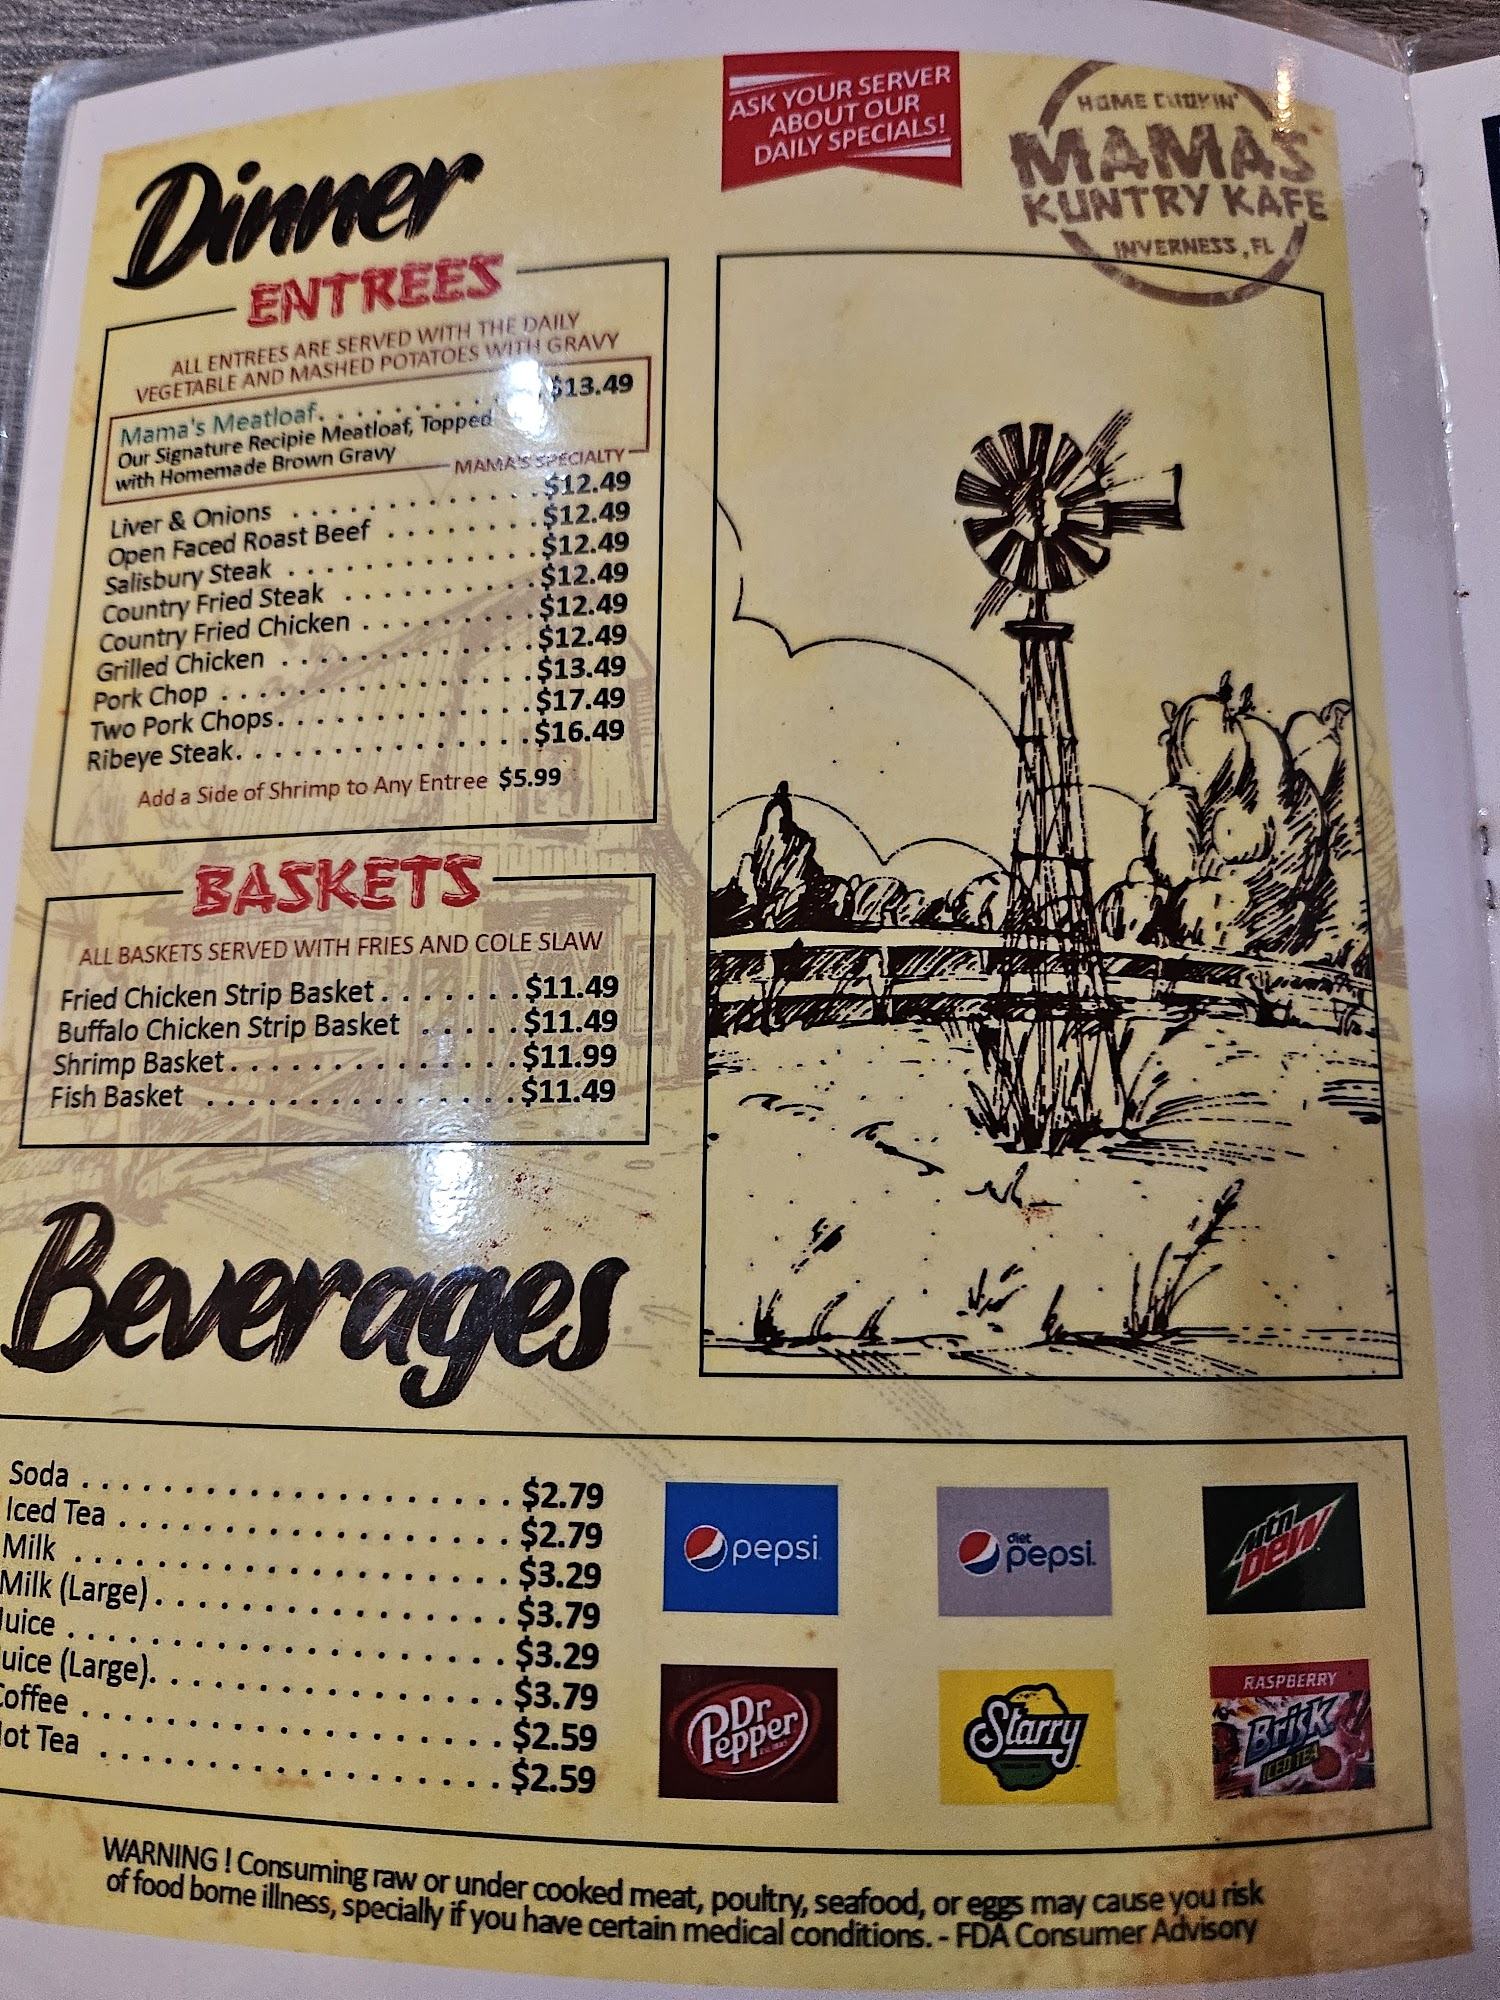 ASK YOUR SERVER
ABOUT OUR
DAILY SPECIALS!
HOME COOKIN'
MAMAS
KUNTRY KAFE
INVERNESS, FL
Dinner
ENTREES
ALL ENTREES ARE SERVED WITH THE DAILY
VEGETABLE AND MASHED POTATOES WITH GRAVY
Mama's Meatloaf. . . . . . . . . . . $13.49
Our Signature Recipie Meatloaf, Topped
with Homemade Brown Gravy
MAMA'S SPECIALTY
Liver & Onions . . . . . . . . . . . . . $12.49
Open Faced Roast Beef . . . . . . . . $12.49
Salisbury Steak . . . . . . . . . . . . . $12.49
Country Fried Steak . . . . . . . . . . $12.49
Country Fried Chicken . . . . . . . . . $12.49
Grilled Chicken . . . . . . . . . . . . . $12.49
Pork Chop . . . . . . . . . . . . . . . . $13.49
Two Pork Chops. . . . . . . . . . . . . $17.49
Ribeye Steak. . . . . . . . . . . . . . . $16.49
Add a Side of Shrimp to Any Entree $5.99
BASKETS
ALL BASKETS SERVED WITH FRIES AND COLE SLAW
Fried Chicken Strip Basket . . . . . . . $11.49
Buffalo Chicken Strip Basket . . . . . $11.49
Shrimp Basket . . . . . . . . . . . . . . $11.99
Fish Basket . . . . . . . . . . . . . . . $11.49
Beverages
Soda . . . . . . . . . . . . . . . . . . . . $2.79
Iced Tea . . . . . . . . . . . . . . . . . . $2.79
Milk . . . . . . . . . . . . . . . . . . . . $3.29
Milk (Large) . . . . . . . . . . . . . . . . $3.79
Juice . . . . . . . . . . . . . . . . . . . . $3.29
uice (Large). . . . . . . . . . . . . . . . $3.79
Coffee . . . . . . . . . . . . . . . . . . . $2.59
ot Tea . . . . . . . . . . . . . . . . . . . $2.59
pepsi
diet
pepsi.
Mtn
DEW
Dr
Pepper
Starry
RASPBERRY
Brisk
ICED TEA
WARNING ! Consuming raw or under cooked meat, poultry, seafood, or eggs may cause you risk
of food borne illness, specially if you have certain medical conditions. - FDA Consumer Advisory